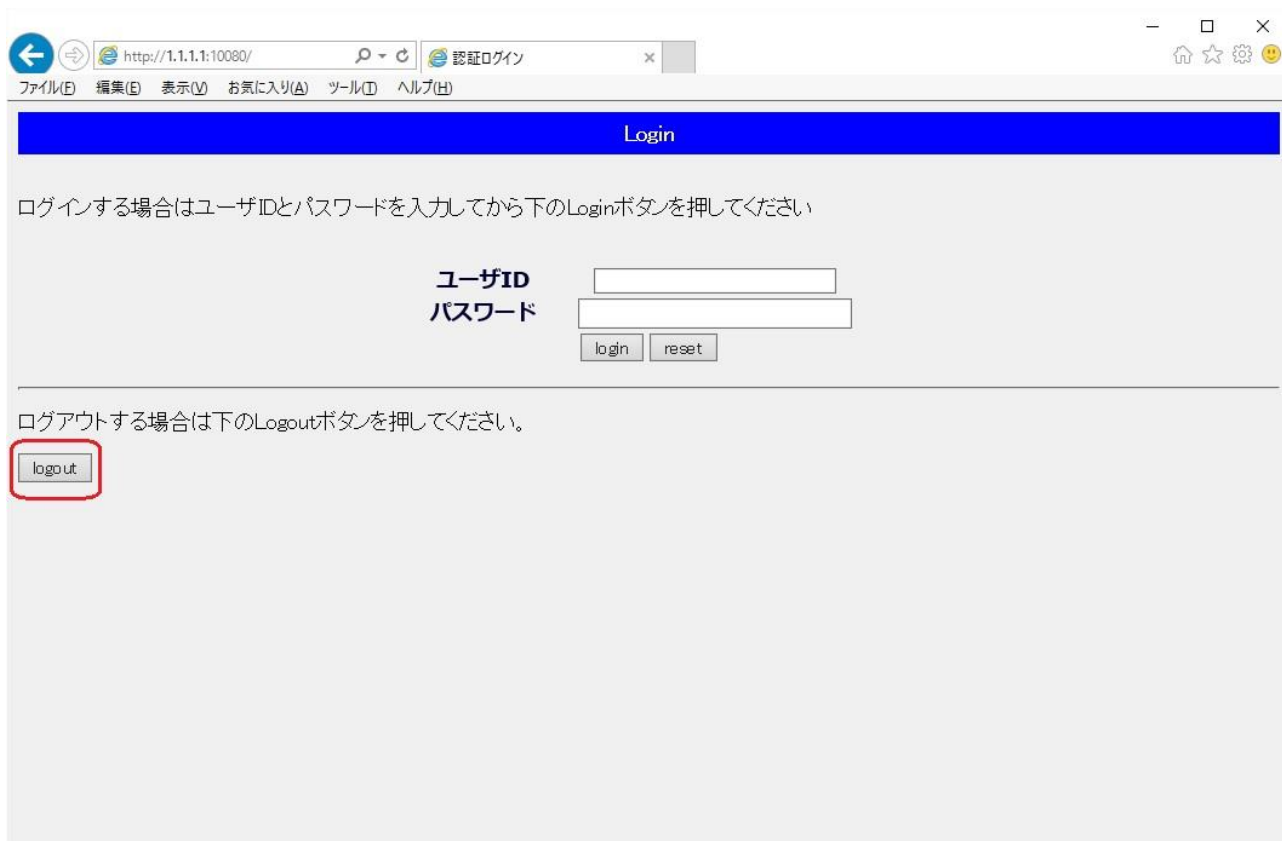 http://1.1.1.1:10080/
認証ログイン
ファイル(F) 編集(E) 表示(V) お気に入り(A) ツール(T) ヘルプ(H)
Login
ログインする場合はユーザIDとパスワードを入力してから下のLoginボタンを押してください
ユーザID
パスワード
login reset
ログアウトする場合は下のLogoutボタンを押してください。
logout